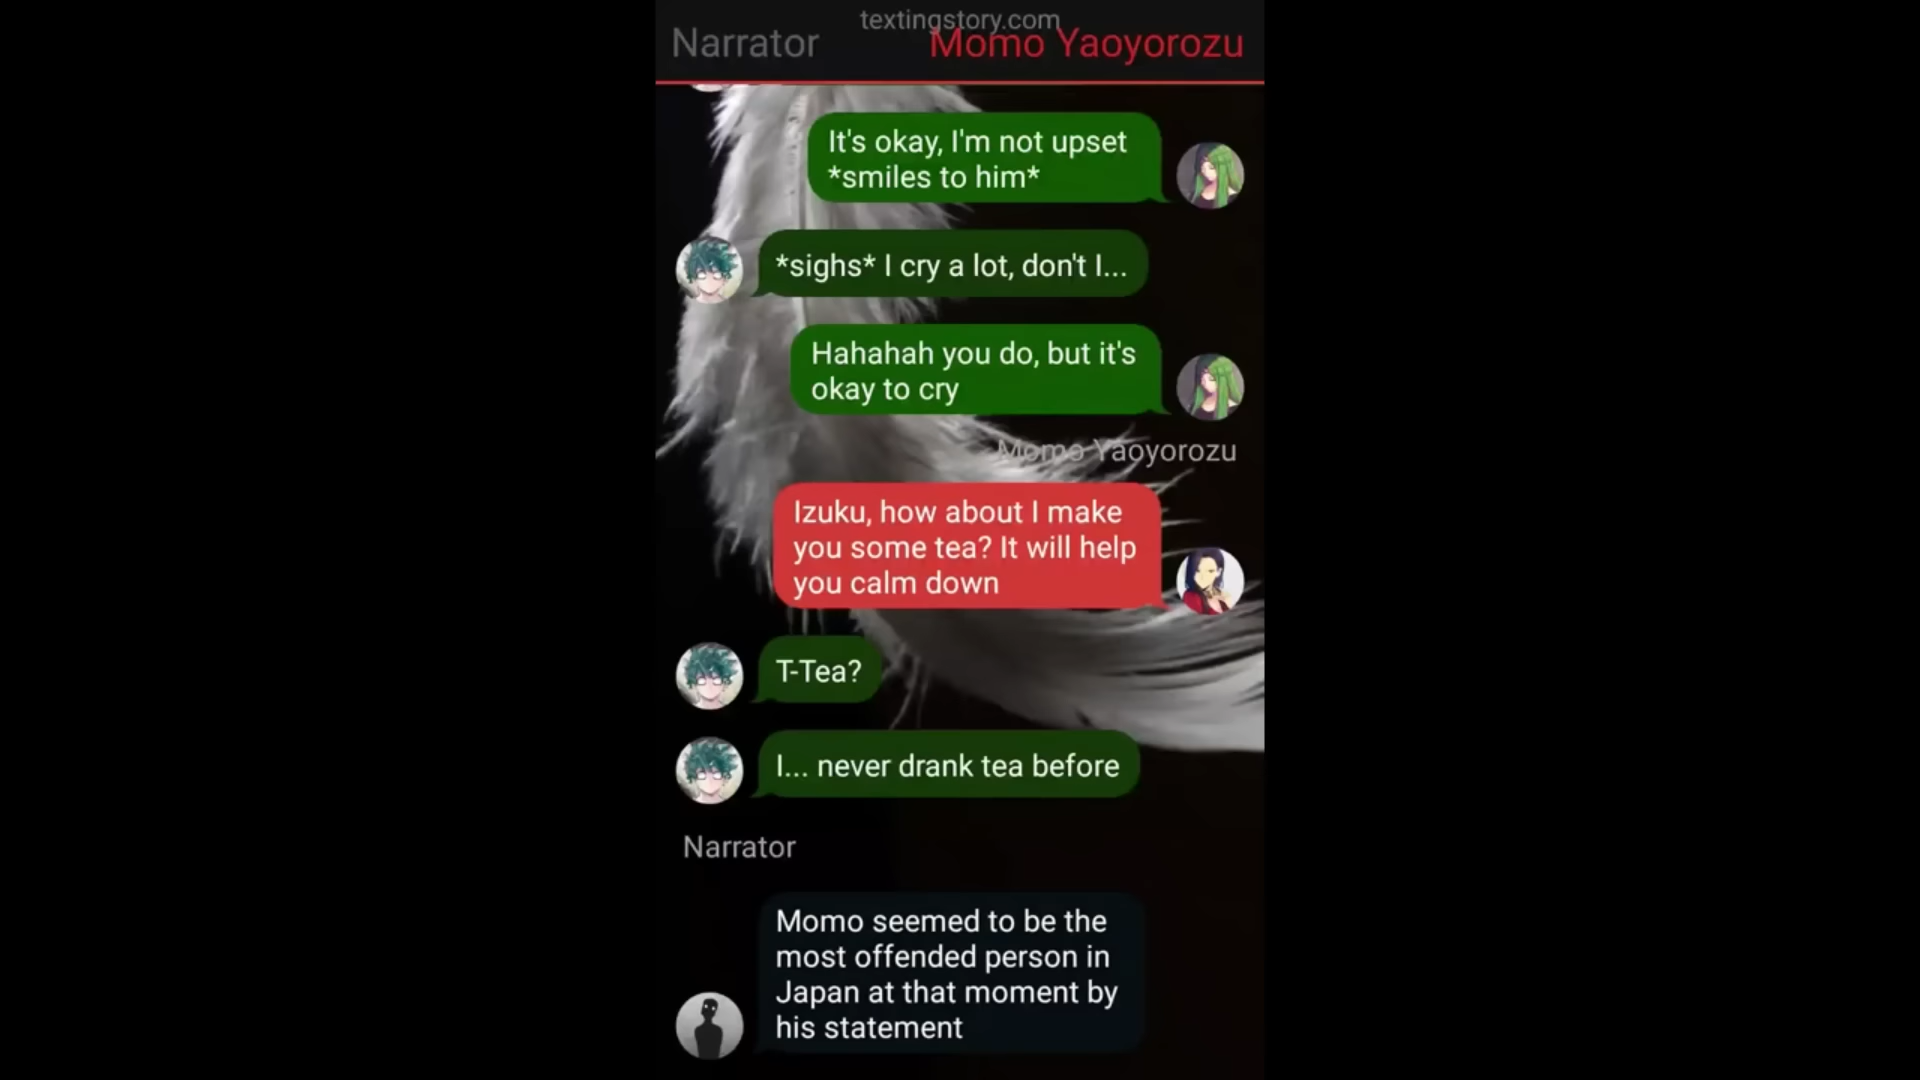 textingstory.com
Narrator
Momo Yaoyorozu
It's okay, I'm not upset
*smiles to him*
*sighs* I cry a lot, don't I...
Hahahah you do, but it's
okay to cry
Momo Yaoyorozu
Izuku, how about I make
you some tea? It will help
you calm down
T-Tea?
I... never drank tea before
Narrator
Momo seemed to be the
most offended person in
Japan at that moment by
his statement